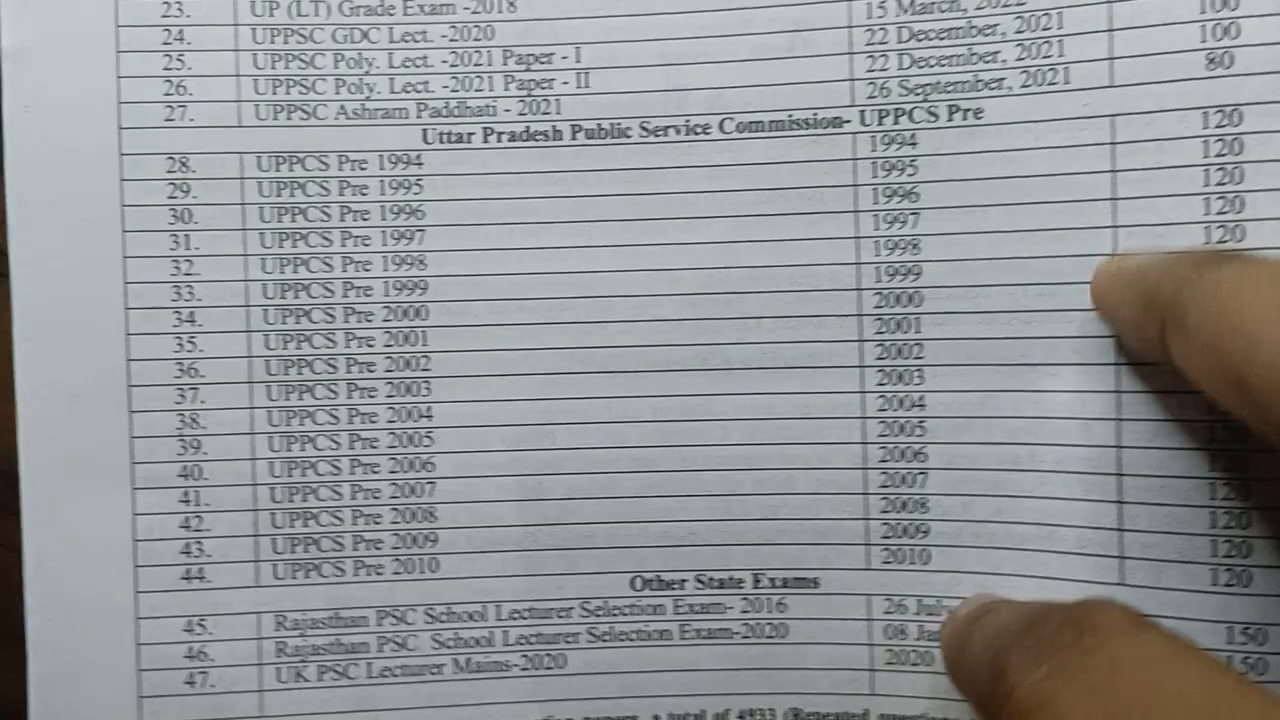 23. UP (LT) Grade Exam -2018 15 March, 2022 100
24. UPPSC GDC Lect. -2020 22 December, 2021 100
25. UPPSC Poly. Lect. -2021 Paper - I 22 December, 2021 80
26. UPPSC Poly. Lect. -2021 Paper - II 26 September, 2021
27. UPPSC Ashram Paddhati - 2021
Uttar Pradesh Public Service Commission- UPPCS Pre
28. UPPCS Pre 1994 1994 120
29. UPPCS Pre 1995 1995 120
30. UPPCS Pre 1996 1996 120
31. UPPCS Pre 1997 1997 120
32. UPPCS Pre 1998 1998 120
33. UPPCS Pre 1999 1999
34. UPPCS Pre 2000 2000
35. UPPCS Pre 2001 2001
36. UPPCS Pre 2002 2002
37. UPPCS Pre 2003 2003
38. UPPCS Pre 2004 2004
39. UPPCS Pre 2005 2005
40. UPPCS Pre 2006 2006
41. UPPCS Pre 2007 2007 120
42. UPPCS Pre 2008 2008 120
43. UPPCS Pre 2009 2009 120
44. UPPCS Pre 2010 2010 120
Other State Exams
45. Rajasthan PSC School Lecturer Selection Exam- 2016 26
46. Rajasthan PSC School Lecturer Selection Exam-2020 08 150
47. UK PSC Lecturer Mains-2020 2020 150
a total of 4933 (Repeated